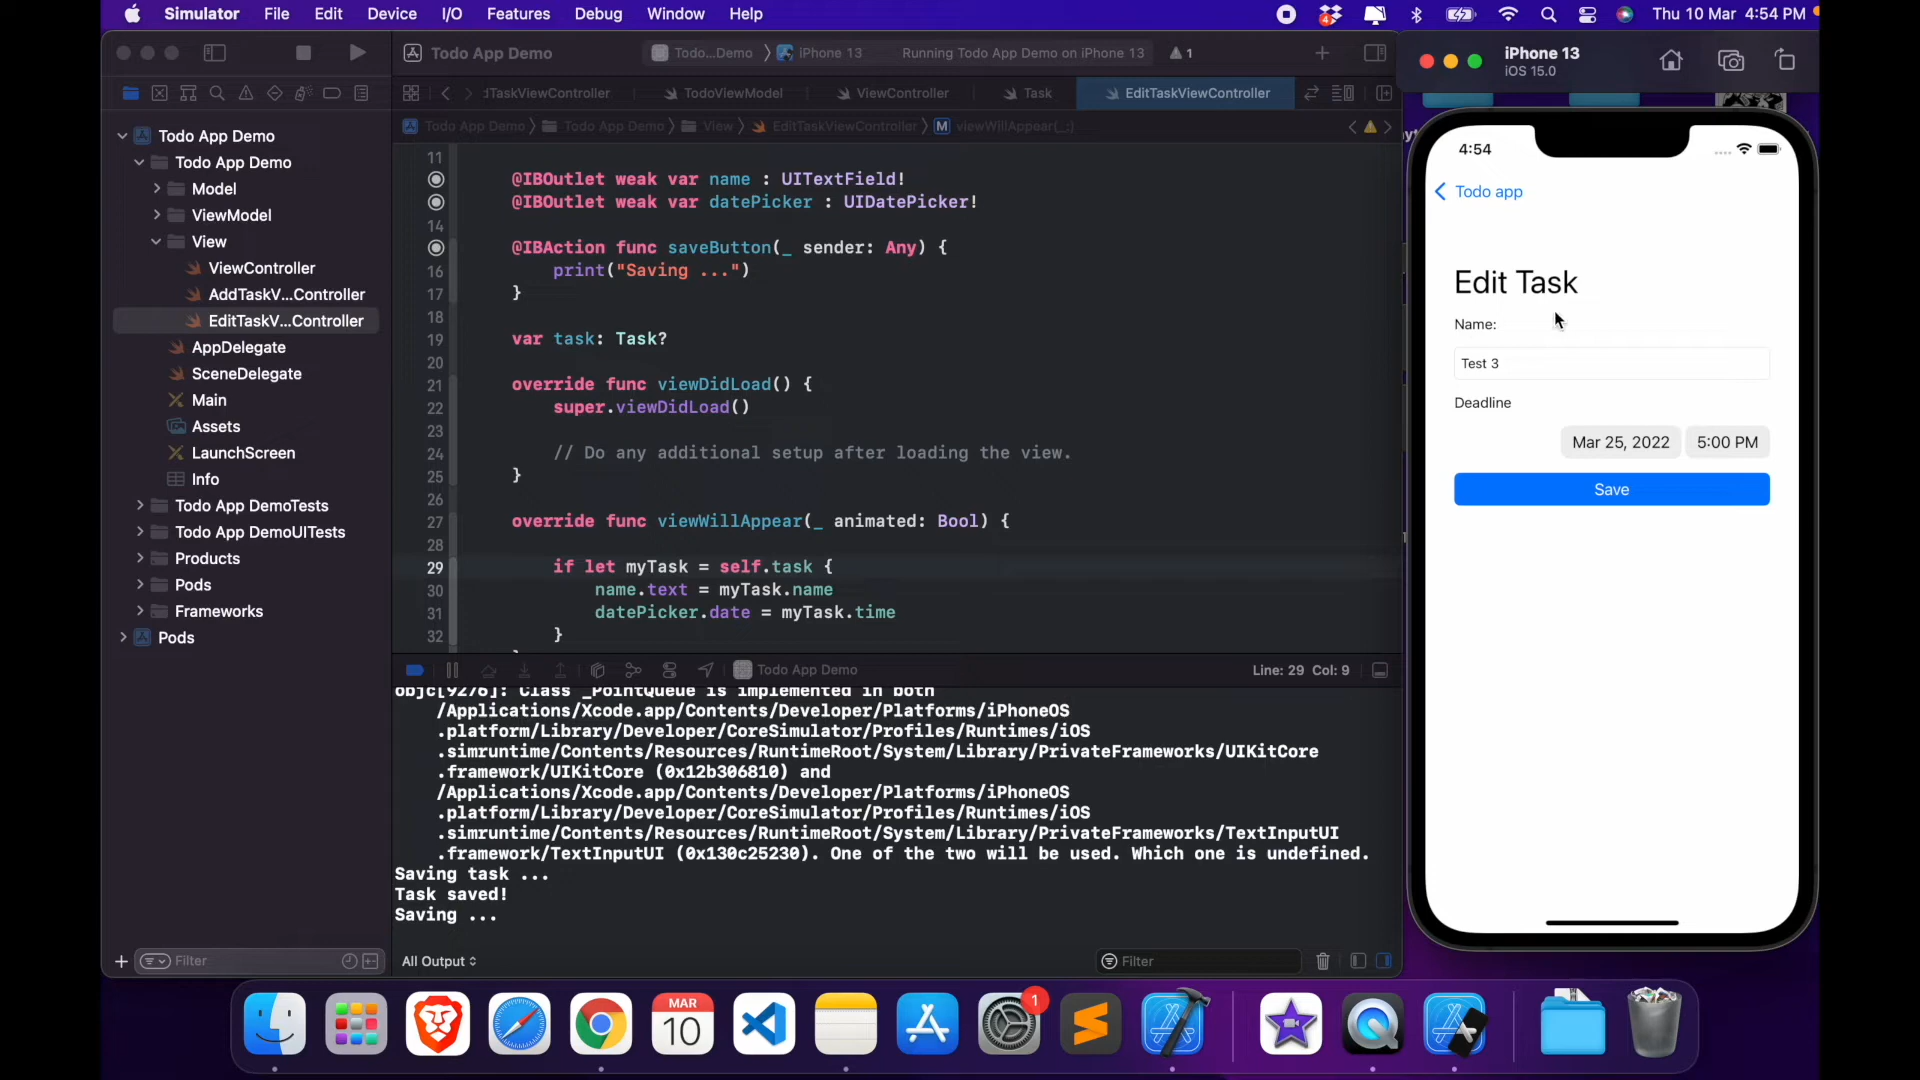 Simulator File Edit Device I/O Features Debug Window Help
4
Thu 10 Mar 4:54 PM
Todo App Demo
Todo...Demo
iPhone 13
Running Todo App Demo on iPhone 13
1
TodoViewModel
ViewController
Task
EditTaskViewController
Todo App Demo
Todo App Demo
View
EditTaskViewController
M
viewWillAppear(_:)
Todo App Demo
Todo App Demo
Model
ViewModel
View
ViewController
AddTaskV...Controller
EditTaskV...Controller
AppDelegate
SceneDelegate
Main
Assets
LaunchScreen
Info
Todo App DemoTests
Todo App DemoUITests
Products
Pods
Frameworks
Pods
Filter
11
@IBOutlet weak var name : UITextField!
@IBOutlet weak var datePicker : UIDatePicker!
14
@IBAction func saveButton(_ sender: Any) {
16 print("Saving ...")
17 }
18
19 var task: Task?
20
21 override func viewDidLoad() {
22 super.viewDidLoad()
23
24 // Do any additional setup after loading the view.
25 }
26
27 override func viewWillAppear(_ animated: Bool) {
28
29 if let myTask = self.task {
30 name.text = myTask.name
31 datePicker.date = myTask.time
32 }
Todo App Demo
Line: 29 Col: 9
objc[9276]: Class _PointQueue is implemented in both
/Applications/Xcode.app/Contents/Developer/Platforms/iPhoneOS
.platform/Library/Developer/CoreSimulator/Profiles/Runtimes/iOS
.simruntime/Contents/Resources/RuntimeRoot/System/Library/PrivateFrameworks/UIKitCore
.framework/UIKitCore (0x12b306810) and
/Applications/Xcode.app/Contents/Developer/Platforms/iPhoneOS
.platform/Library/Developer/CoreSimulator/Profiles/Runtimes/iOS
.simruntime/Contents/Resources/RuntimeRoot/System/Library/PrivateFrameworks/TextInputUI
.framework/TextInputUI (0x130c25230). One of the two will be used. Which one is undefined.
Saving task ...
Task saved!
Saving ...
All Output
Filter
iPhone 13
iOS 15.0
4:54
Todo app
Edit Task
Name:
Test 3
Deadline
Mar 25, 2022
5:00 PM
Save
MAR
10
1